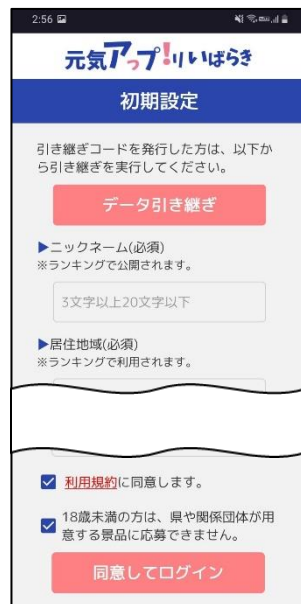 2:56
元気アっプ!りいばらき
初期設定
引き継ぎコードを発行した方は、以下か
ら引き継ぎを実行してください。
データ引き継ぎ
▶ニックネーム(必須)
※ランキングで公開されます。
3文字以上20文字以下
▶居住地域(必須)
※ランキングで利用されます。
利用規約に同意します。
18歳未満の方は、県や関係団体が用
意する景品に応募できません。
同意してログイン